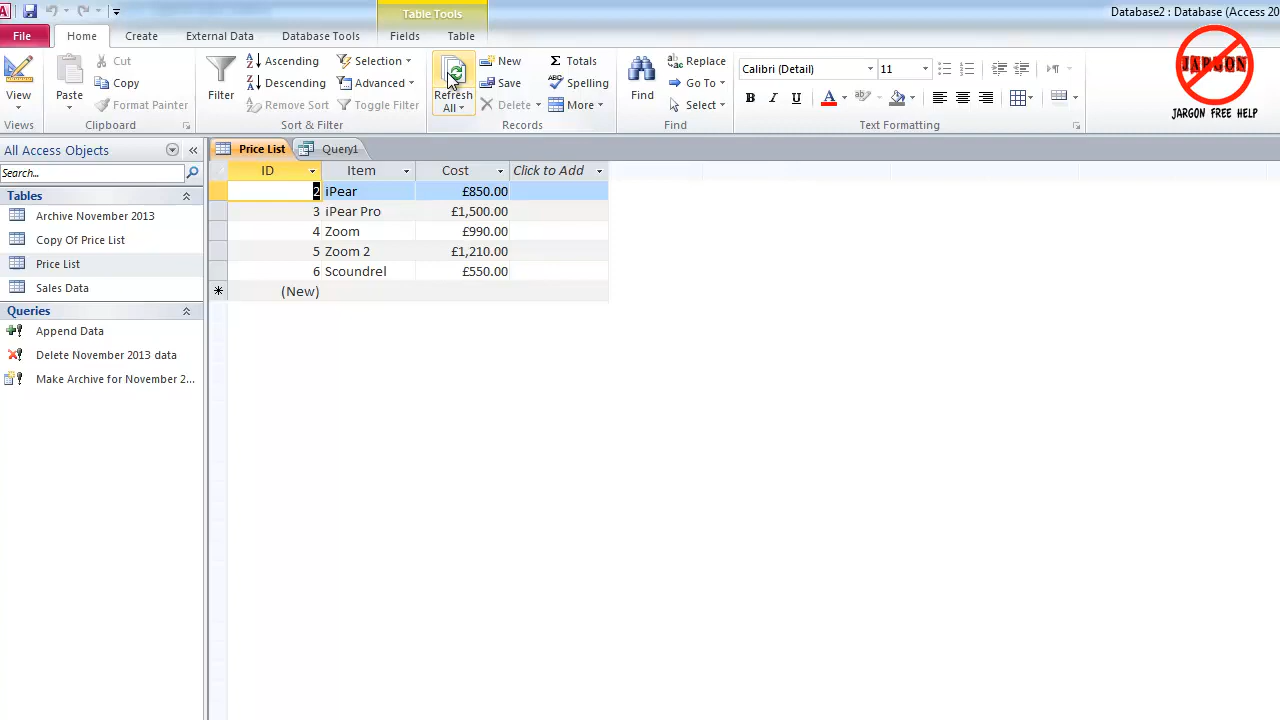 Table Tools
Database2 : Database (Access 20
File Home Create External Data Database Tools Fields Table
View
Views
Paste
Cut
Copy
Format Painter
Clipboard
Filter
Ascending
Descending
Remove Sort
Selection
Advanced
Toggle Filter
Sort & Filter
Refresh
All
New
Save
Delete
Totals
Spelling
More
Records
Find
Replace
Go To
Select
Find
Calibri (Detail) 11
B I U A
Text Formatting
JARGON
JARGON FREE HELP
All Access Objects
Search...
Tables
Archive November 2013
Copy Of Price List
Price List
Sales Data
Queries
Append Data
Delete November 2013 data
Make Archive for November 2...
Price List Query1
ID Item Cost Click to Add
2 iPear £850.00
3 iPear Pro £1,500.00
4 Zoom £990.00
5 Zoom 2 £1,210.00
6 Scoundrel £550.00
* (New)